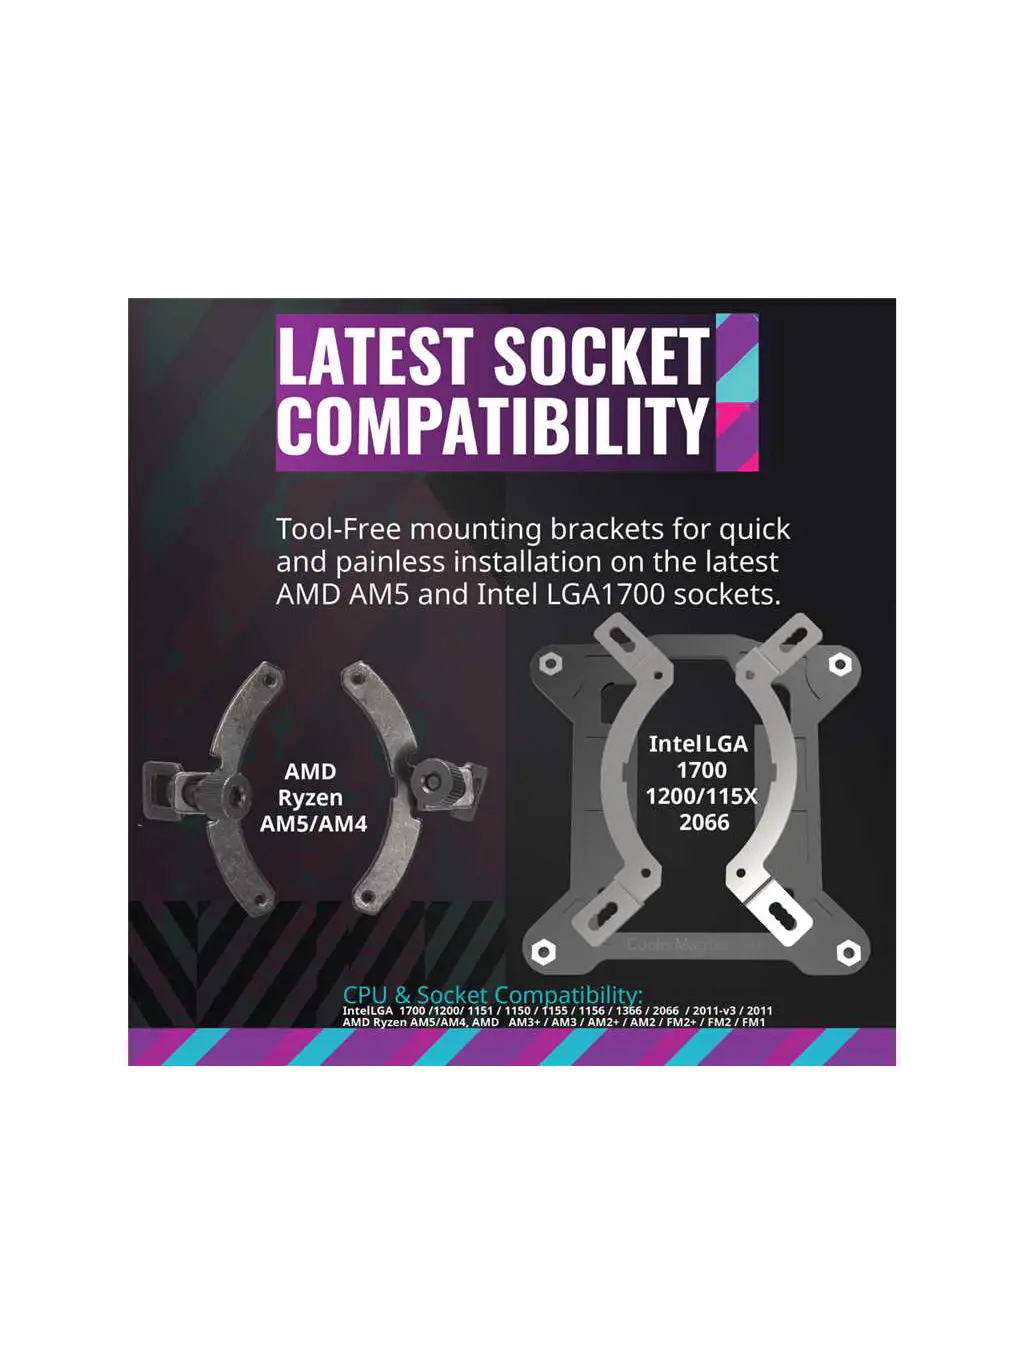 LATEST SOCKET
COMPATIBILITY
Tool-Free mounting brackets for quick
and painless installation on the latest
AMD AM5 and Intel LGA1700 sockets.
AMD
Ryzen
AM5/AM4
Intel LGA
1700
1200/115X
2066
Cooler Master
CPU & Socket Compatibility:
IntelLGA 1700 /1200/ 1151 / 1150 / 1155 / 1156 / 1366 / 2066 / 2011-v3 / 2011
AMD Ryzen AM5/AM4, AMD AM3+ / AM3 / AM2+ / AM2 / FM2+ / FM2 / FM1